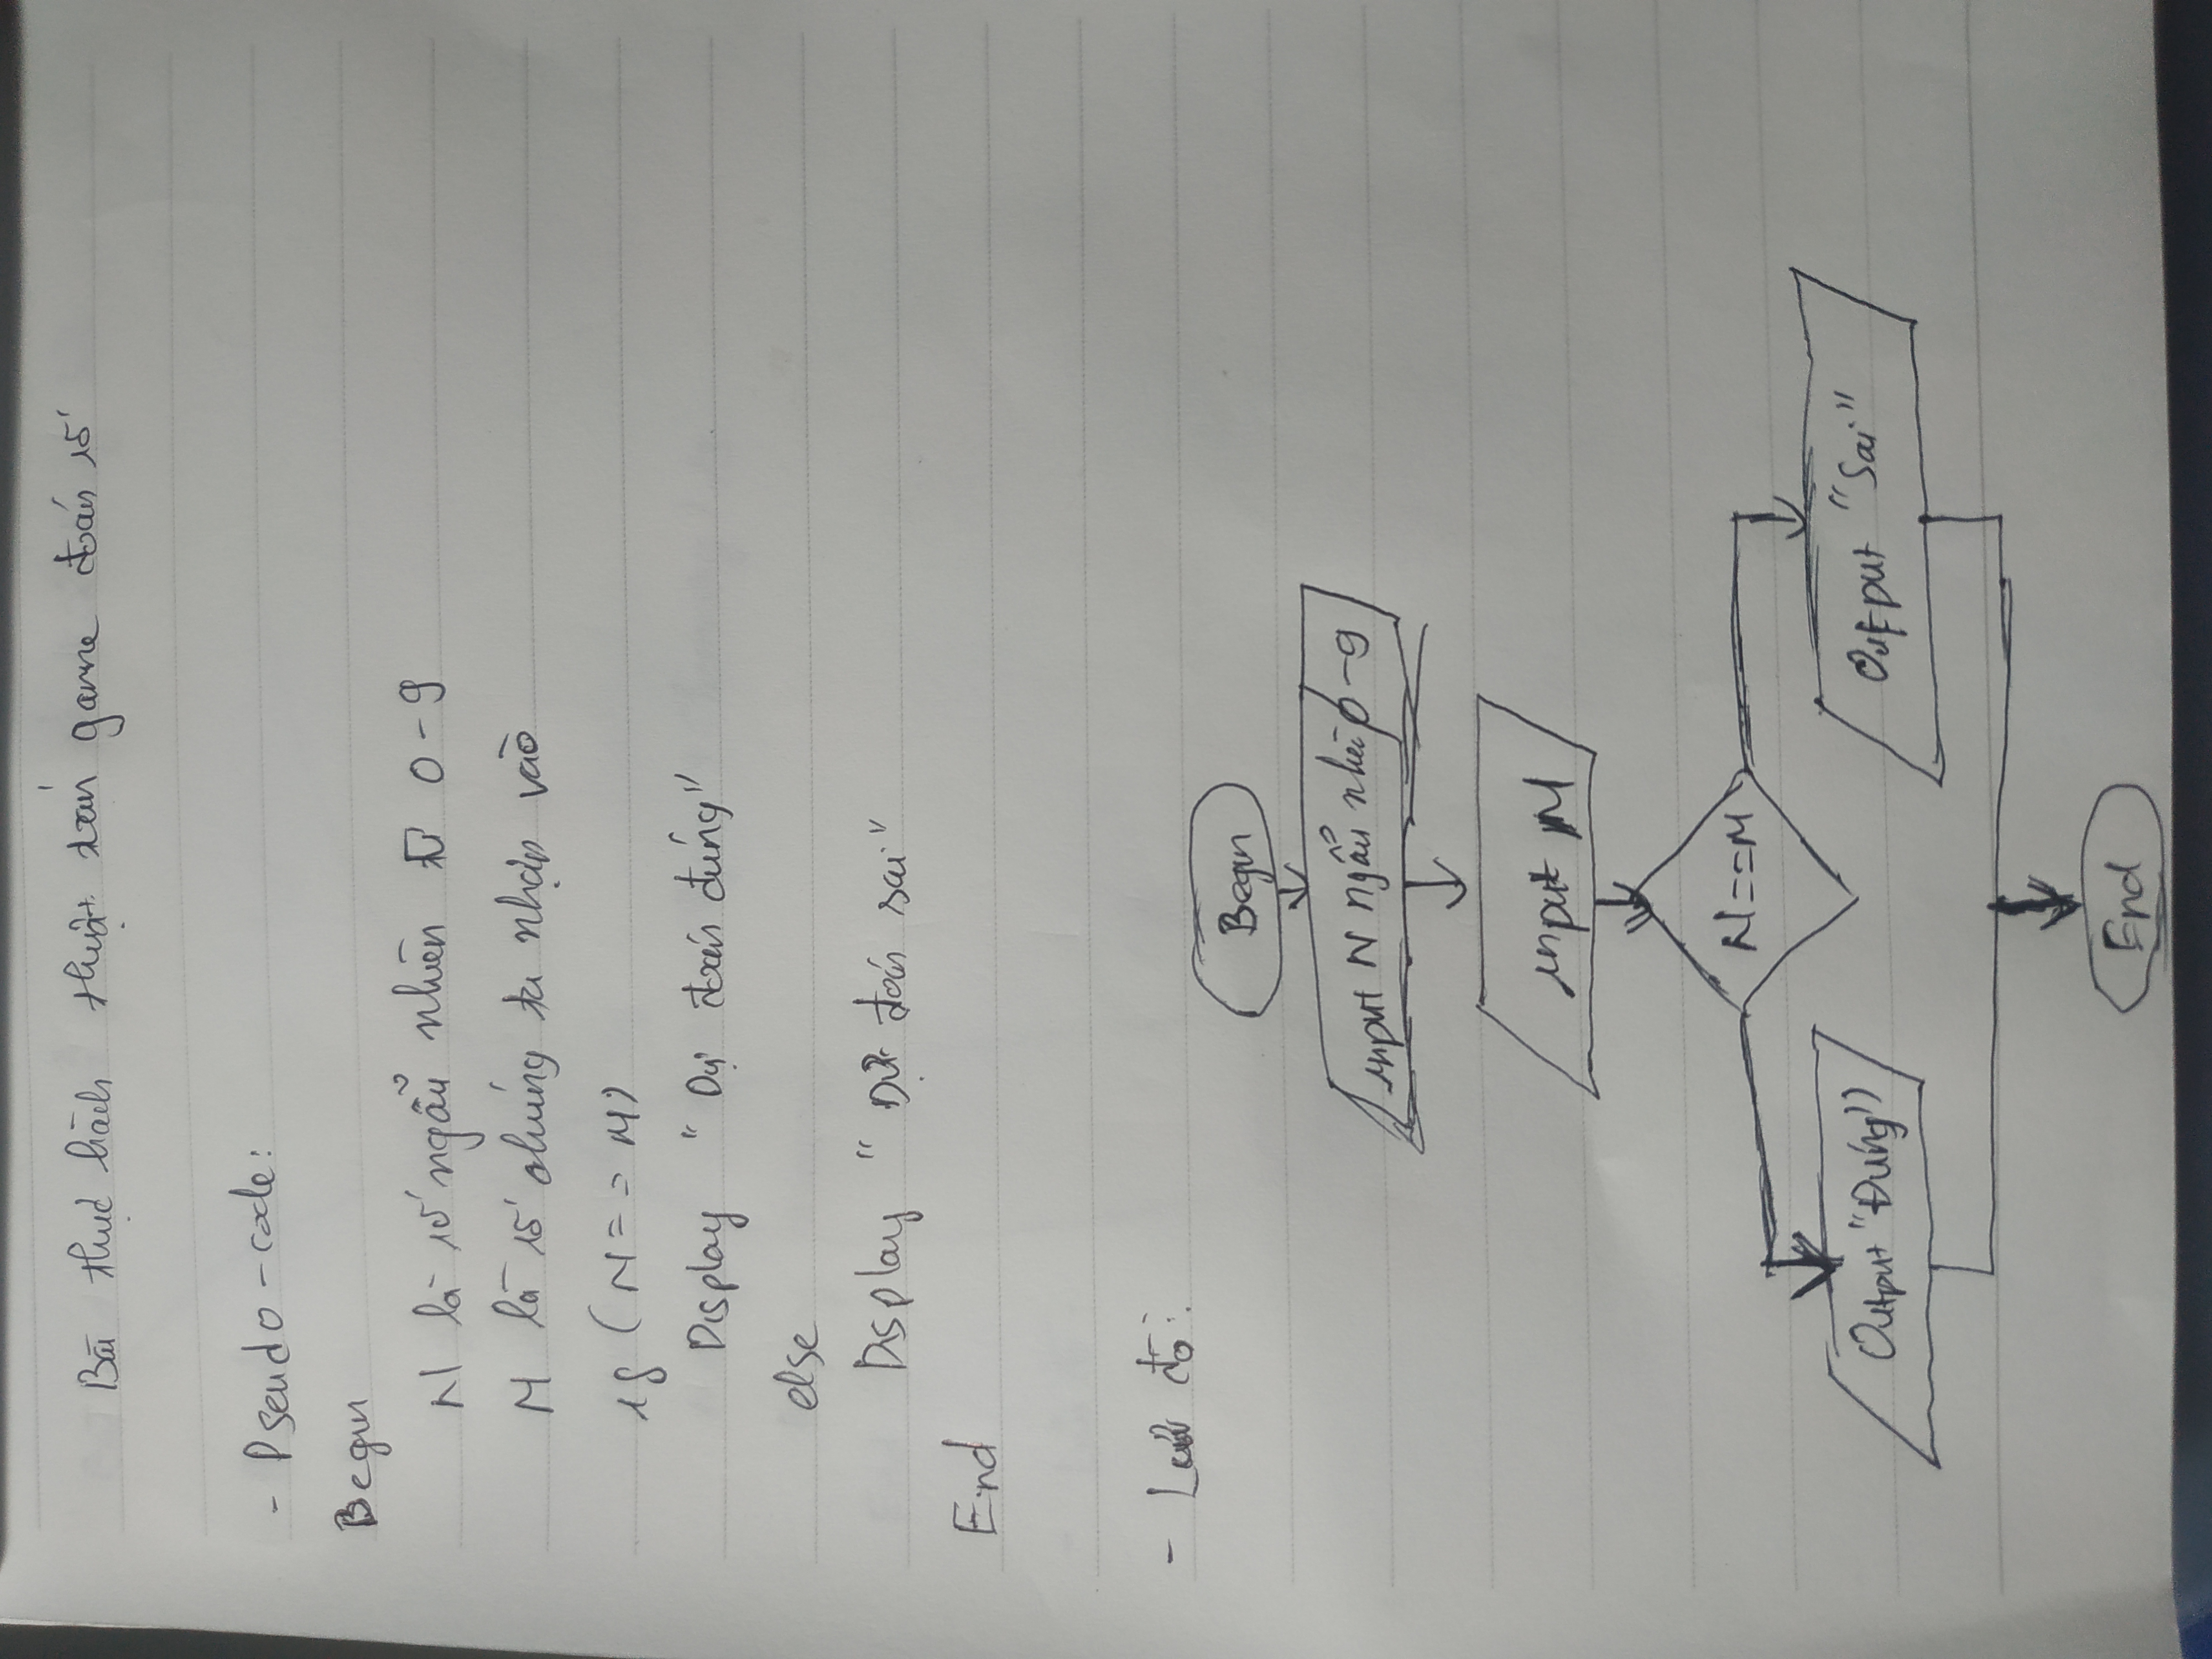 Bài thực hành thuật toán game đoán số
- Pseudo-code:
Begin
N là số ngẫu nhiên từ 0-9
M là số chúng ta nhập vào
if (N == M)
Display "Dự đoán đúng"
else
Display "Dự đoán sai"
End
- Lưu đồ:
Begin
input N ngẫu nhiê 0-9
input M
N==M
Output "Đúng"
Output "Sai"
End